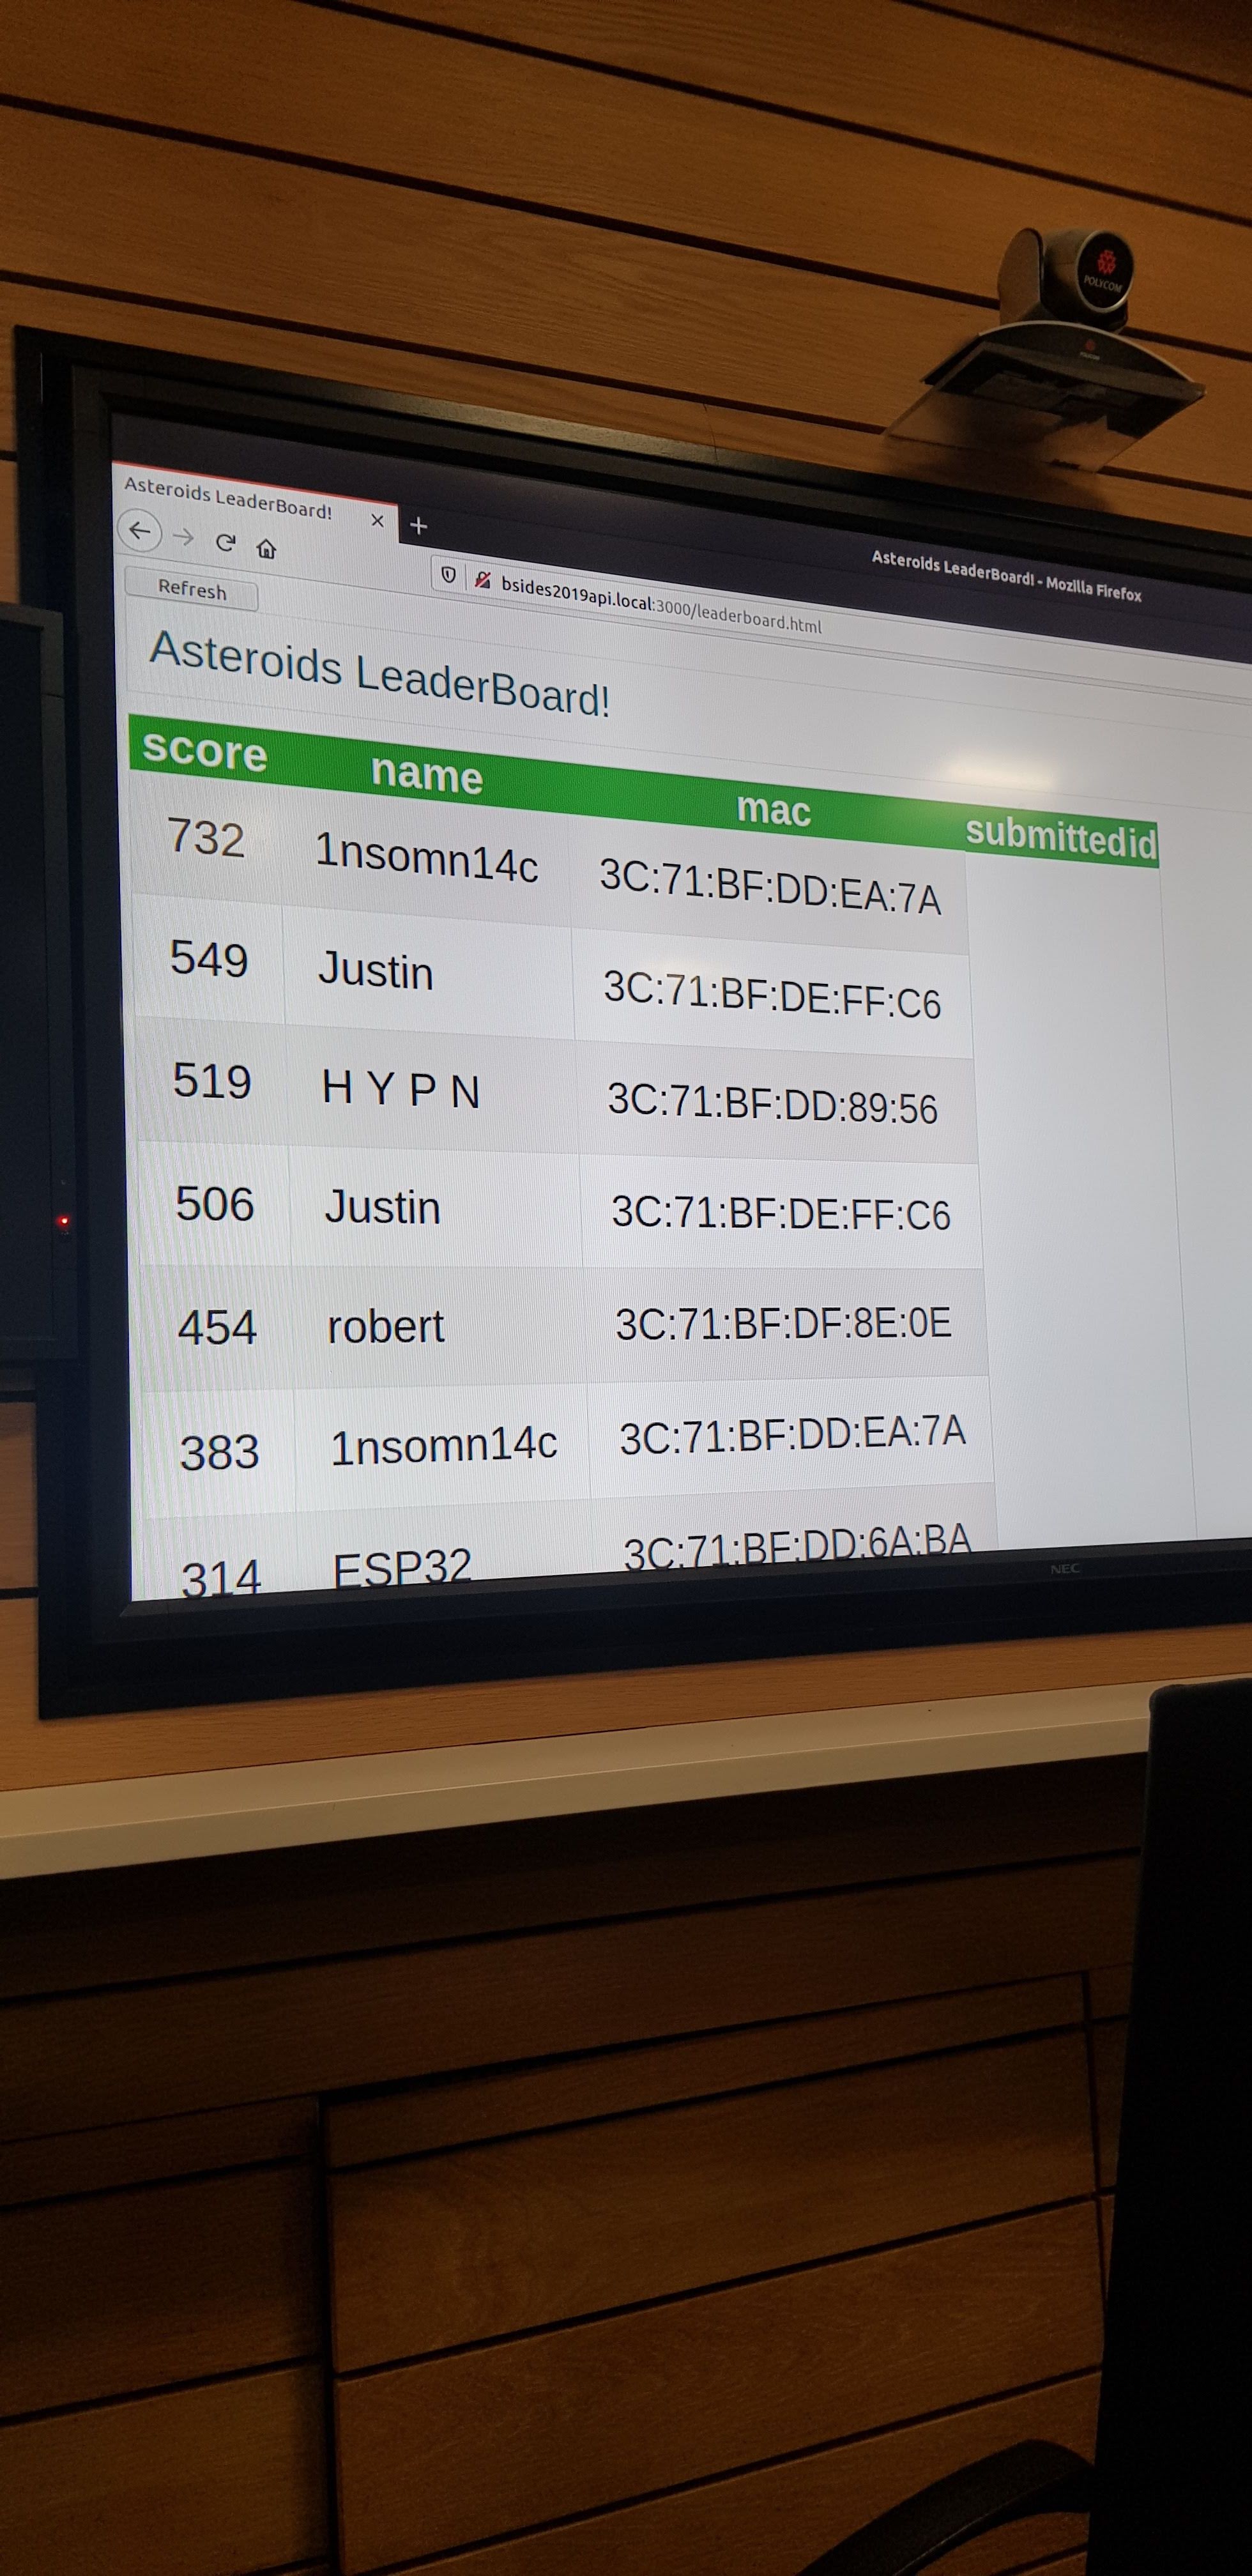 POLYCOM
Asteroids LeaderBoard!
Asteroids LeaderBoard! - Mozilla Firefox
bsides2019api.local:3000/leaderboard.html
Refresh
Asteroids LeaderBoard!
score name mac submittedid
732 1nsomn14c 3C:71:BF:DD:EA:7A
549 Justin 3C:71:BF:DE:FF:C6
519 H Y P N 3C:71:BF:DD:89:56
506 Justin 3C:71:BF:DE:FF:C6
454 robert 3C:71:BF:DF:8E:0E
383 1nsomn14c 3C:71:BF:DD:EA:7A
314 ESP32 3C:71:BF:DD:6A:BA
NEC